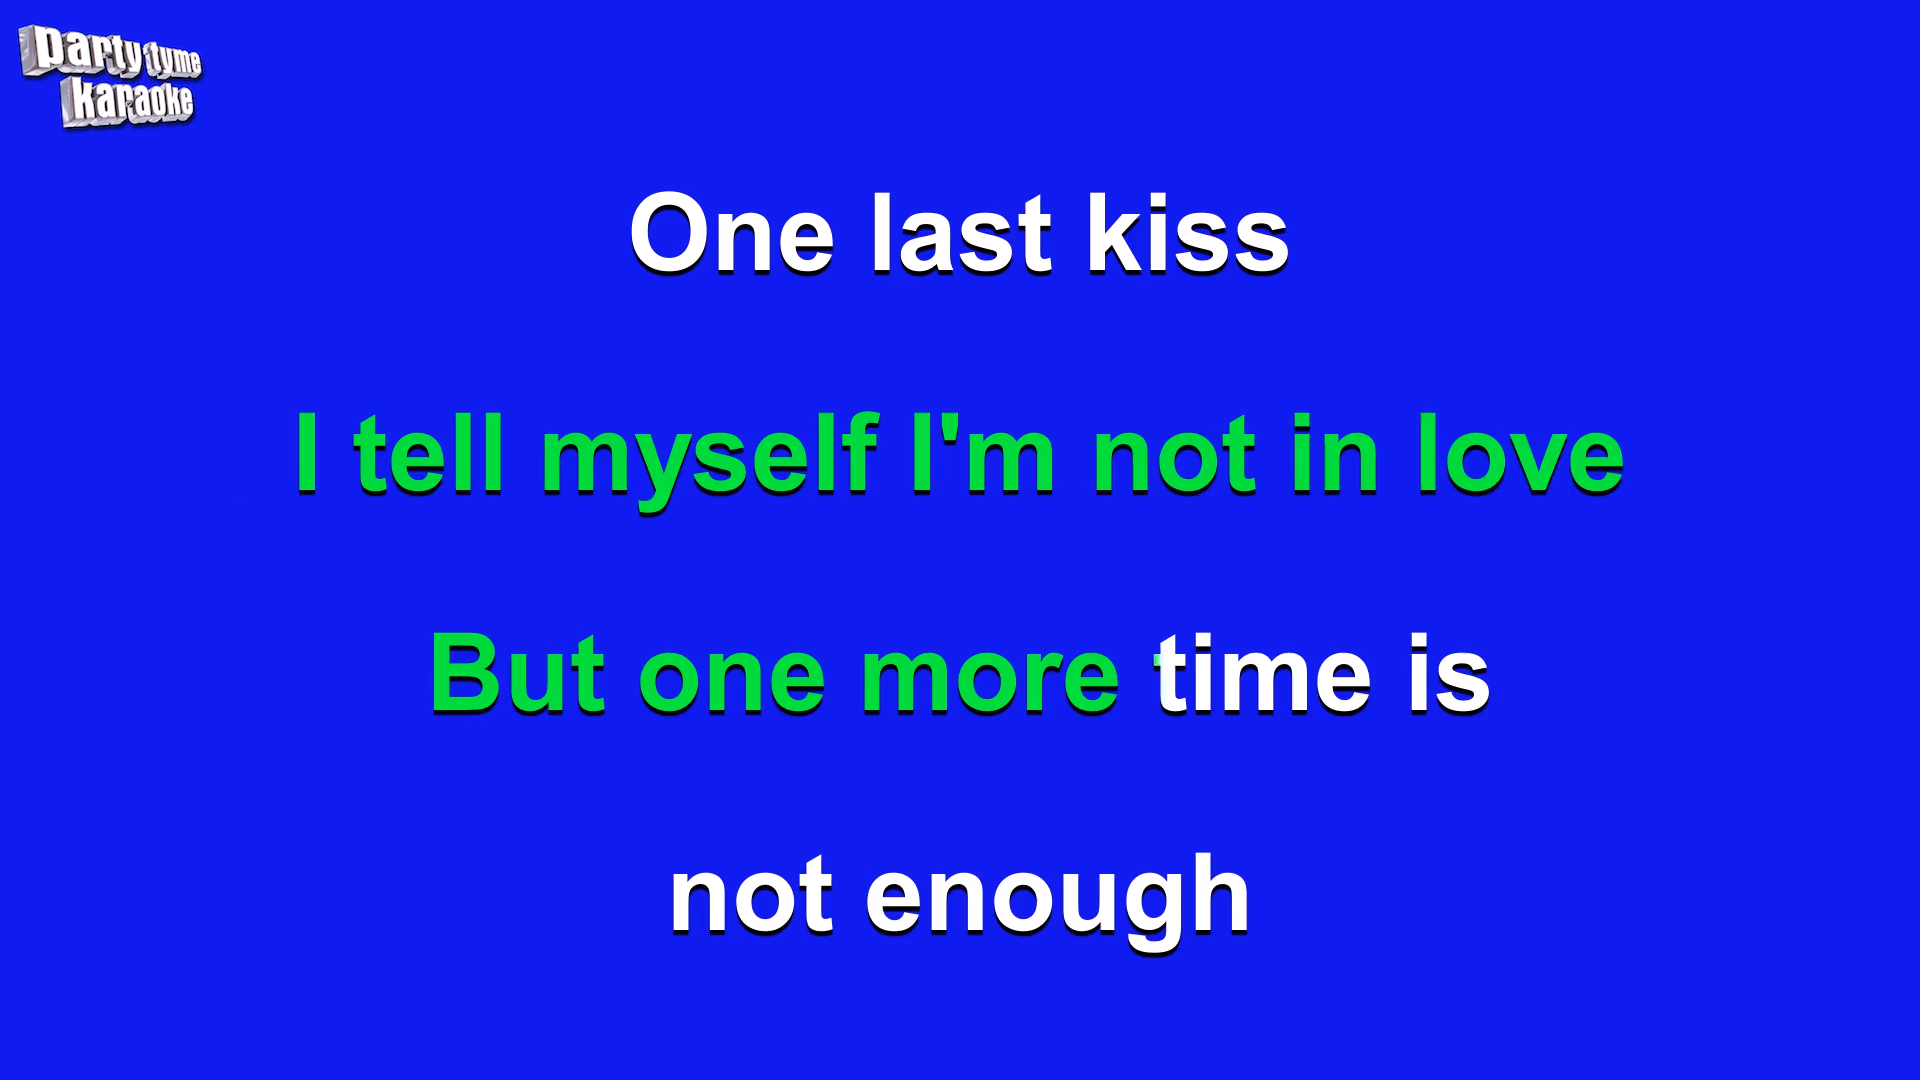 party tyme
karaoke
One last kiss
I tell myself I'm not in love
But one more time is
not enough